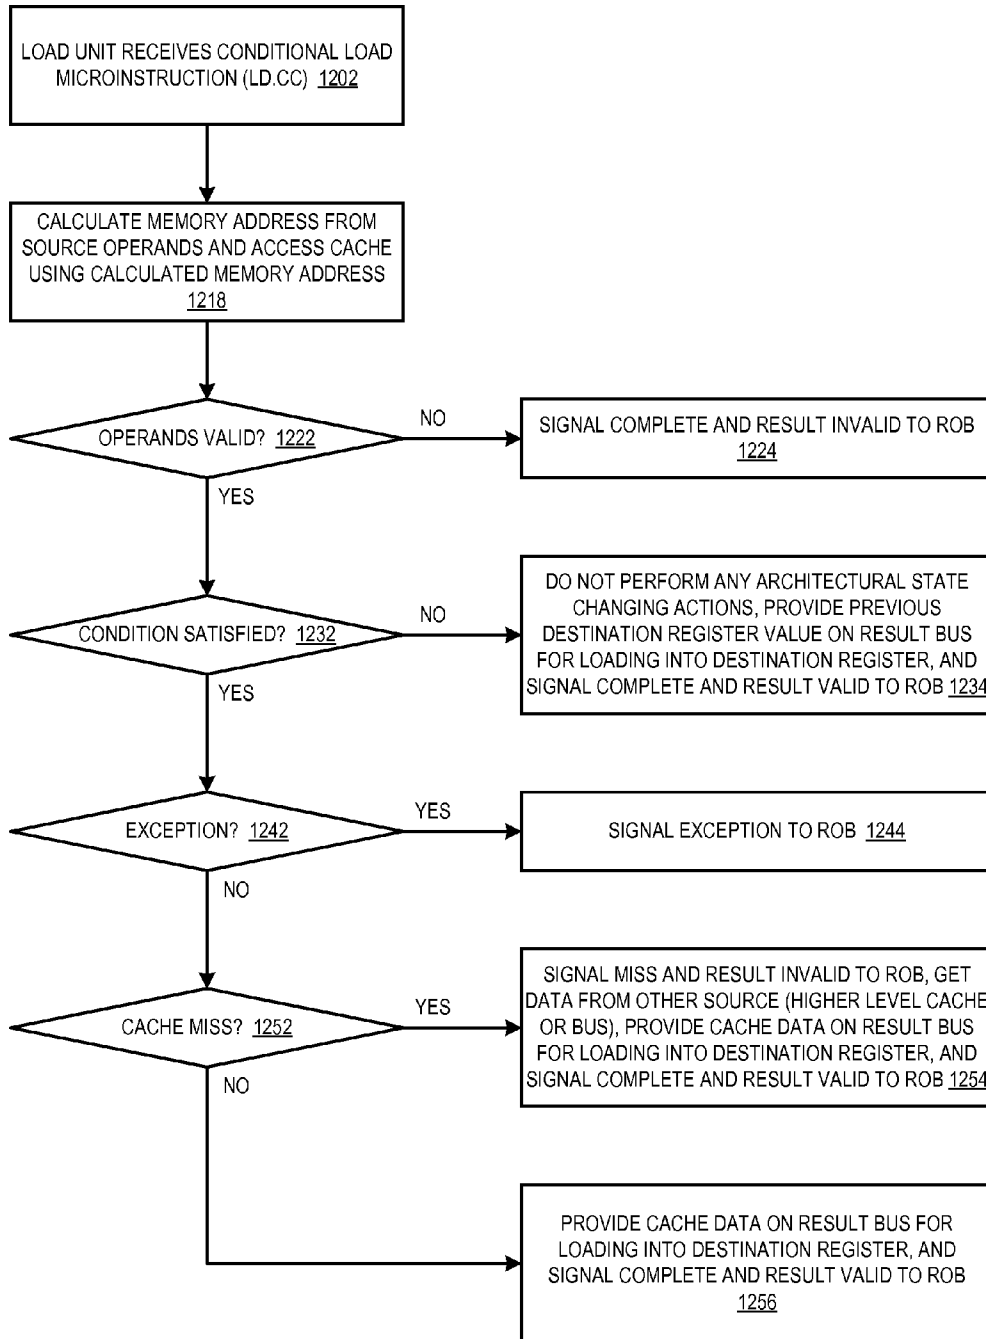 LOAD UNIT RECEIVES CONDITIONAL LOAD
MICROINSTRUCTION (LD.CC) 1202
CALCULATE MEMORY ADDRESS FROM
SOURCE OPERANDS AND ACCESS CACHE
USING CALCULATED MEMORY ADDRESS
1218
OPERANDS VALID? 1222
NO
SIGNAL COMPLETE AND RESULT INVALID TO ROB
1224
YES
CONDITION SATISFIED? 1232
NO
DO NOT PERFORM ANY ARCHITECTURAL STATE
CHANGING ACTIONS, PROVIDE PREVIOUS
DESTINATION REGISTER VALUE ON RESULT BUS
FOR LOADING INTO DESTINATION REGISTER, AND
SIGNAL COMPLETE AND RESULT VALID TO ROB 1234
YES
EXCEPTION? 1242
YES
SIGNAL EXCEPTION TO ROB 1244
NO
CACHE MISS? 1252
YES
SIGNAL MISS AND RESULT INVALID TO ROB, GET
DATA FROM OTHER SOURCE (HIGHER LEVEL CACHE
OR BUS), PROVIDE CACHE DATA ON RESULT BUS
FOR LOADING INTO DESTINATION REGISTER, AND
SIGNAL COMPLETE AND RESULT VALID TO ROB 1254
NO
PROVIDE CACHE DATA ON RESULT BUS FOR
LOADING INTO DESTINATION REGISTER, AND
SIGNAL COMPLETE AND RESULT VALID TO ROB
1256